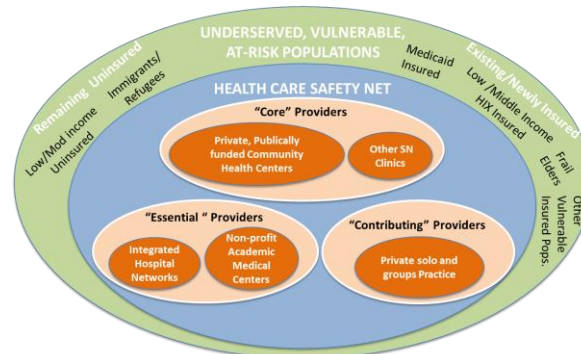 UNDERSERVED, VULNERABLE,
AT-RISK POPULATIONS
Remaining Uninsured
Immigrants/
Refugees
Low/Mod income
Uninsured
Existing/Newly Insured
Medicaid
Insured
Low /Middle Income
HIX Insured
Frail
Elders
Other
Vulnerable
Insured Pops.
HEALTH CARE SAFETY NET
“Core” Providers
Private, Publically
funded Community
Health Centers
Other SN
Clinics
“Essential “ Providers
Integrated
Hospital
Networks
Non-profit
Academic
Medical
Centers
“Contributing” Providers
Private solo and
groups Practice